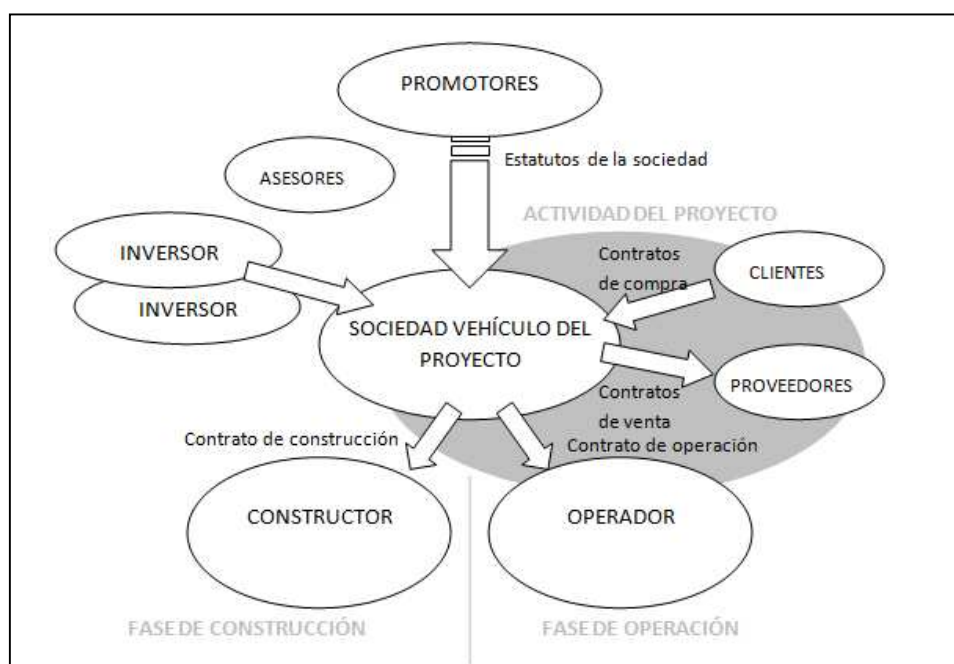 PROMOTORES
Estatutos de la sociedad
ASESORES
ACTIVIDAD DEL PROYECTO
INVERSOR
INVERSOR
Contratos
de compra
CLIENTES
SOCIEDAD VEHÍCULO DEL
PROYECTO
PROVEEDORES
Contratos
de venta
Contrato de construcción
Contrato de operación
CONSTRUCTOR
OPERADOR
FASE DE CONSTRUCCIÓN
FASE DE OPERACIÓN